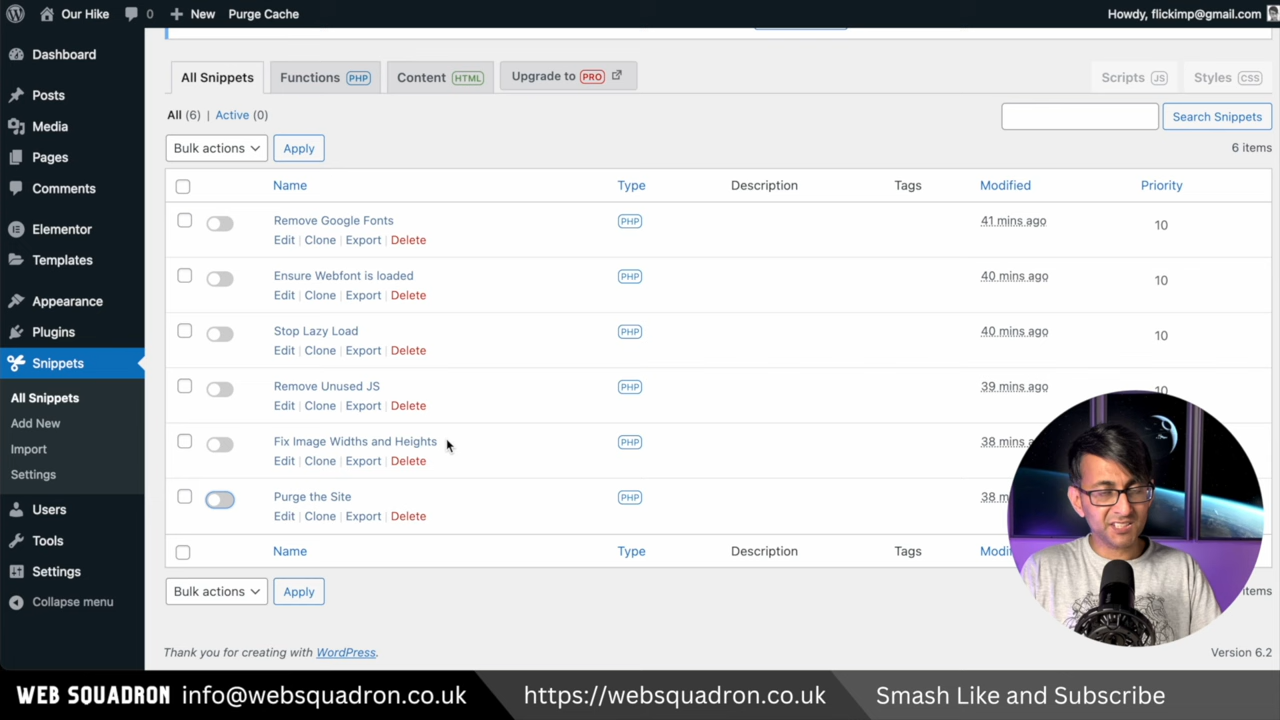 Our Hike 0 New Purge Cache Howdy, flickimp@gmail.com
Dashboard
Posts
Media
Pages
Comments
Elementor
Templates
Appearance
Plugins
Snippets
All Snippets
Add New
Import
Settings
Users
Tools
Settings
Collapse menu
All Snippets Functions PHP Content HTML Upgrade to PRO Scripts JS Styles CSS
All (6) | Active (0)
Search Snippets
Bulk actions Apply 6 items
Name Type Description Tags Modified Priority
Remove Google Fonts PHP 41 mins ago 10
Edit | Clone | Export | Delete
Ensure Webfont is loaded PHP 40 mins ago 10
Edit | Clone | Export | Delete
Stop Lazy Load PHP 40 mins ago 10
Edit | Clone | Export | Delete
Remove Unused JS PHP 39 mins ago 10
Edit | Clone | Export | Delete
Fix Image Widths and Heights PHP 38 mins a
Edit | Clone | Export | Delete
Purge the Site PHP 38 m
Edit | Clone | Export | Delete
Name Type Description Tags Modi
Bulk actions Apply items
Thank you for creating with WordPress. Version 6.2
WEB SQUADRON info@websquadron.co.uk https://websquadron.co.uk Smash Like and Subscribe